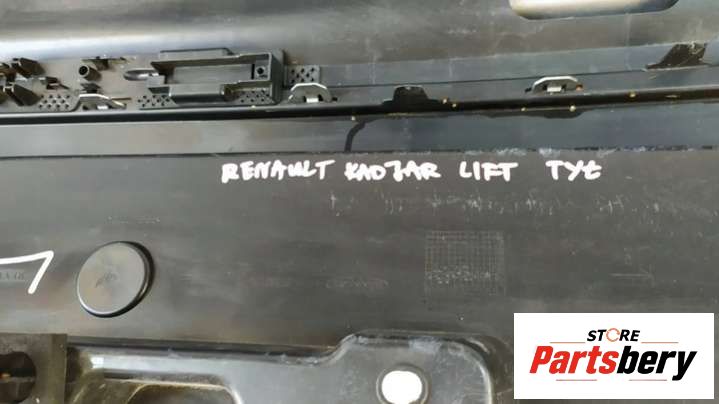 RENAULT KADJAR LIFT TYŁ
STORE
Partsbery